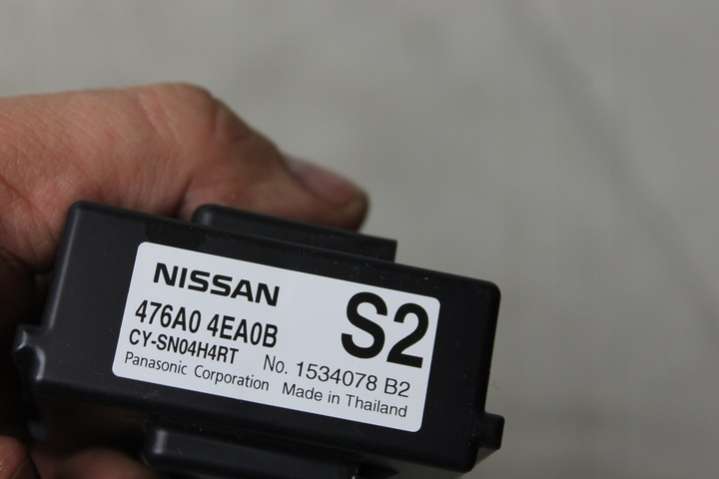 NISSAN
S2
476A0 4EA0B
CY-SN04H4RT
No. 1534078 B2
Panasonic Corporation Made in Thailand